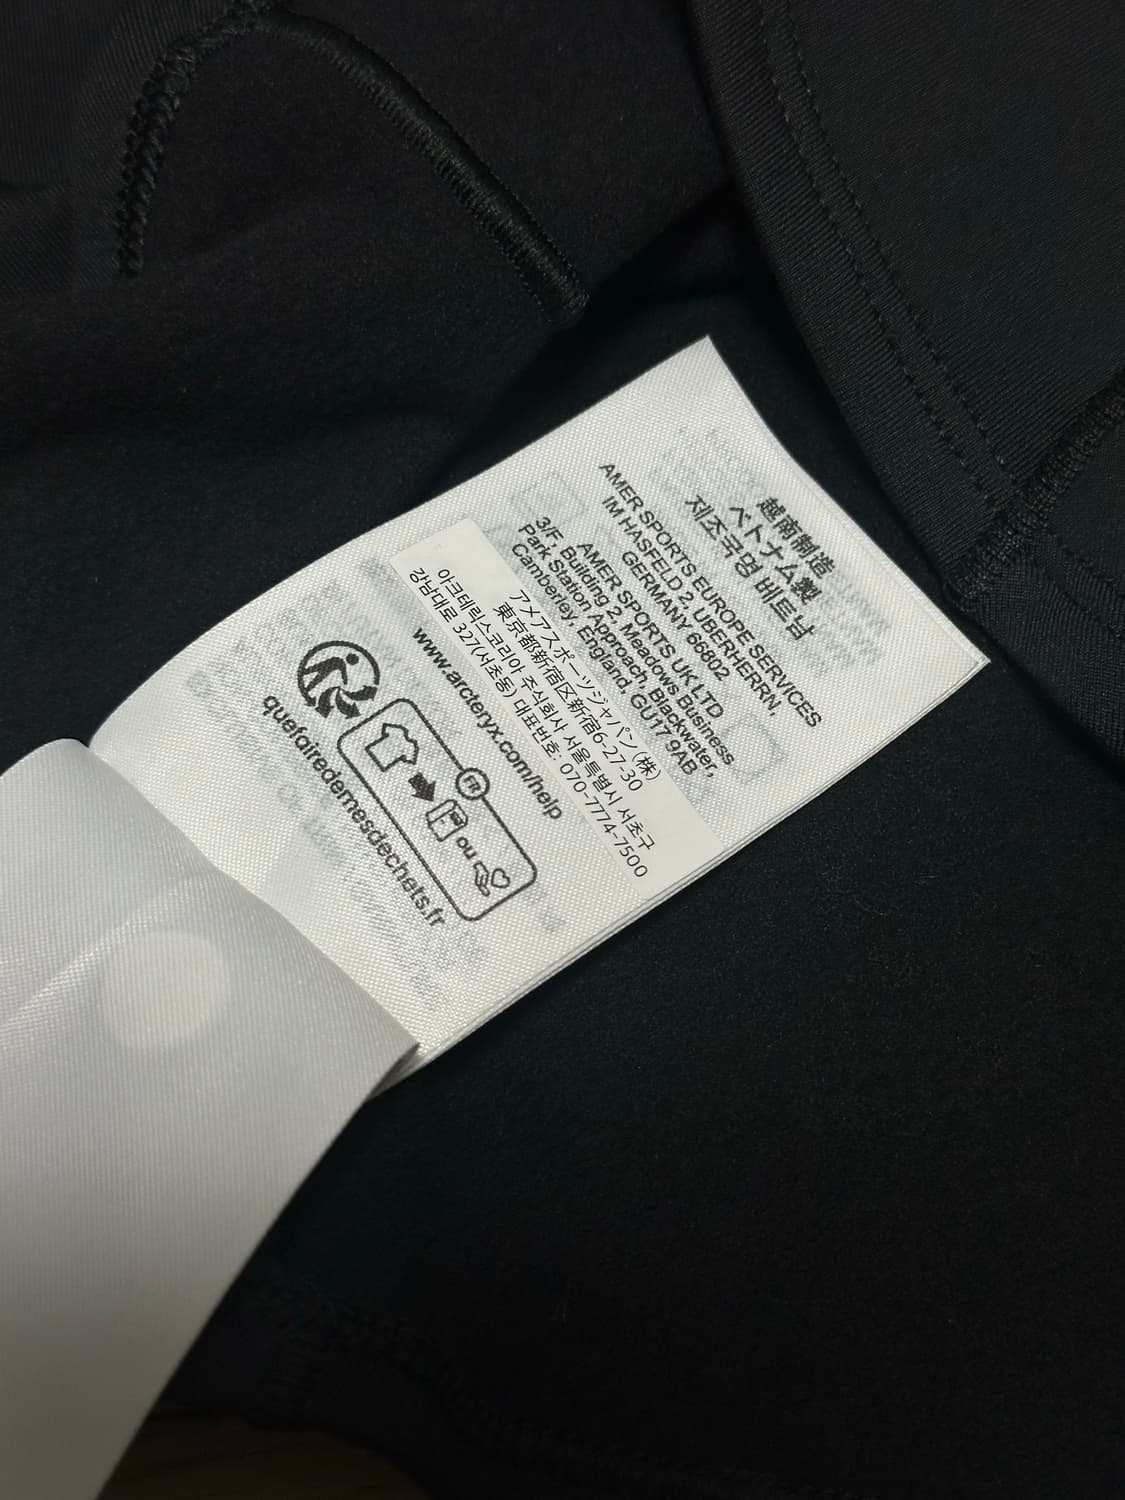 越南制造
ベトナム製
제조국명 베트남
AMER SPORTS EUROPE SERVICES
IM HASFELD 2, UBERHERRN,
GERMANY 66802
AMER SPORTS UK LTD
3/F, Building 2, Meadows Business
Park Station Approach, Blackwater,
Camberley, England, GU17 9AB
アメアスポーツジャパン(株)
東京都新宿区新宿6-27-30
아크테릭스코리아 주식회사 서울특별시 서초구
강남대로 327(서초동) 대표번호: 070-7774-7500
www.arcteryx.com/help
FR
OU
quefairedemesdechets.fr